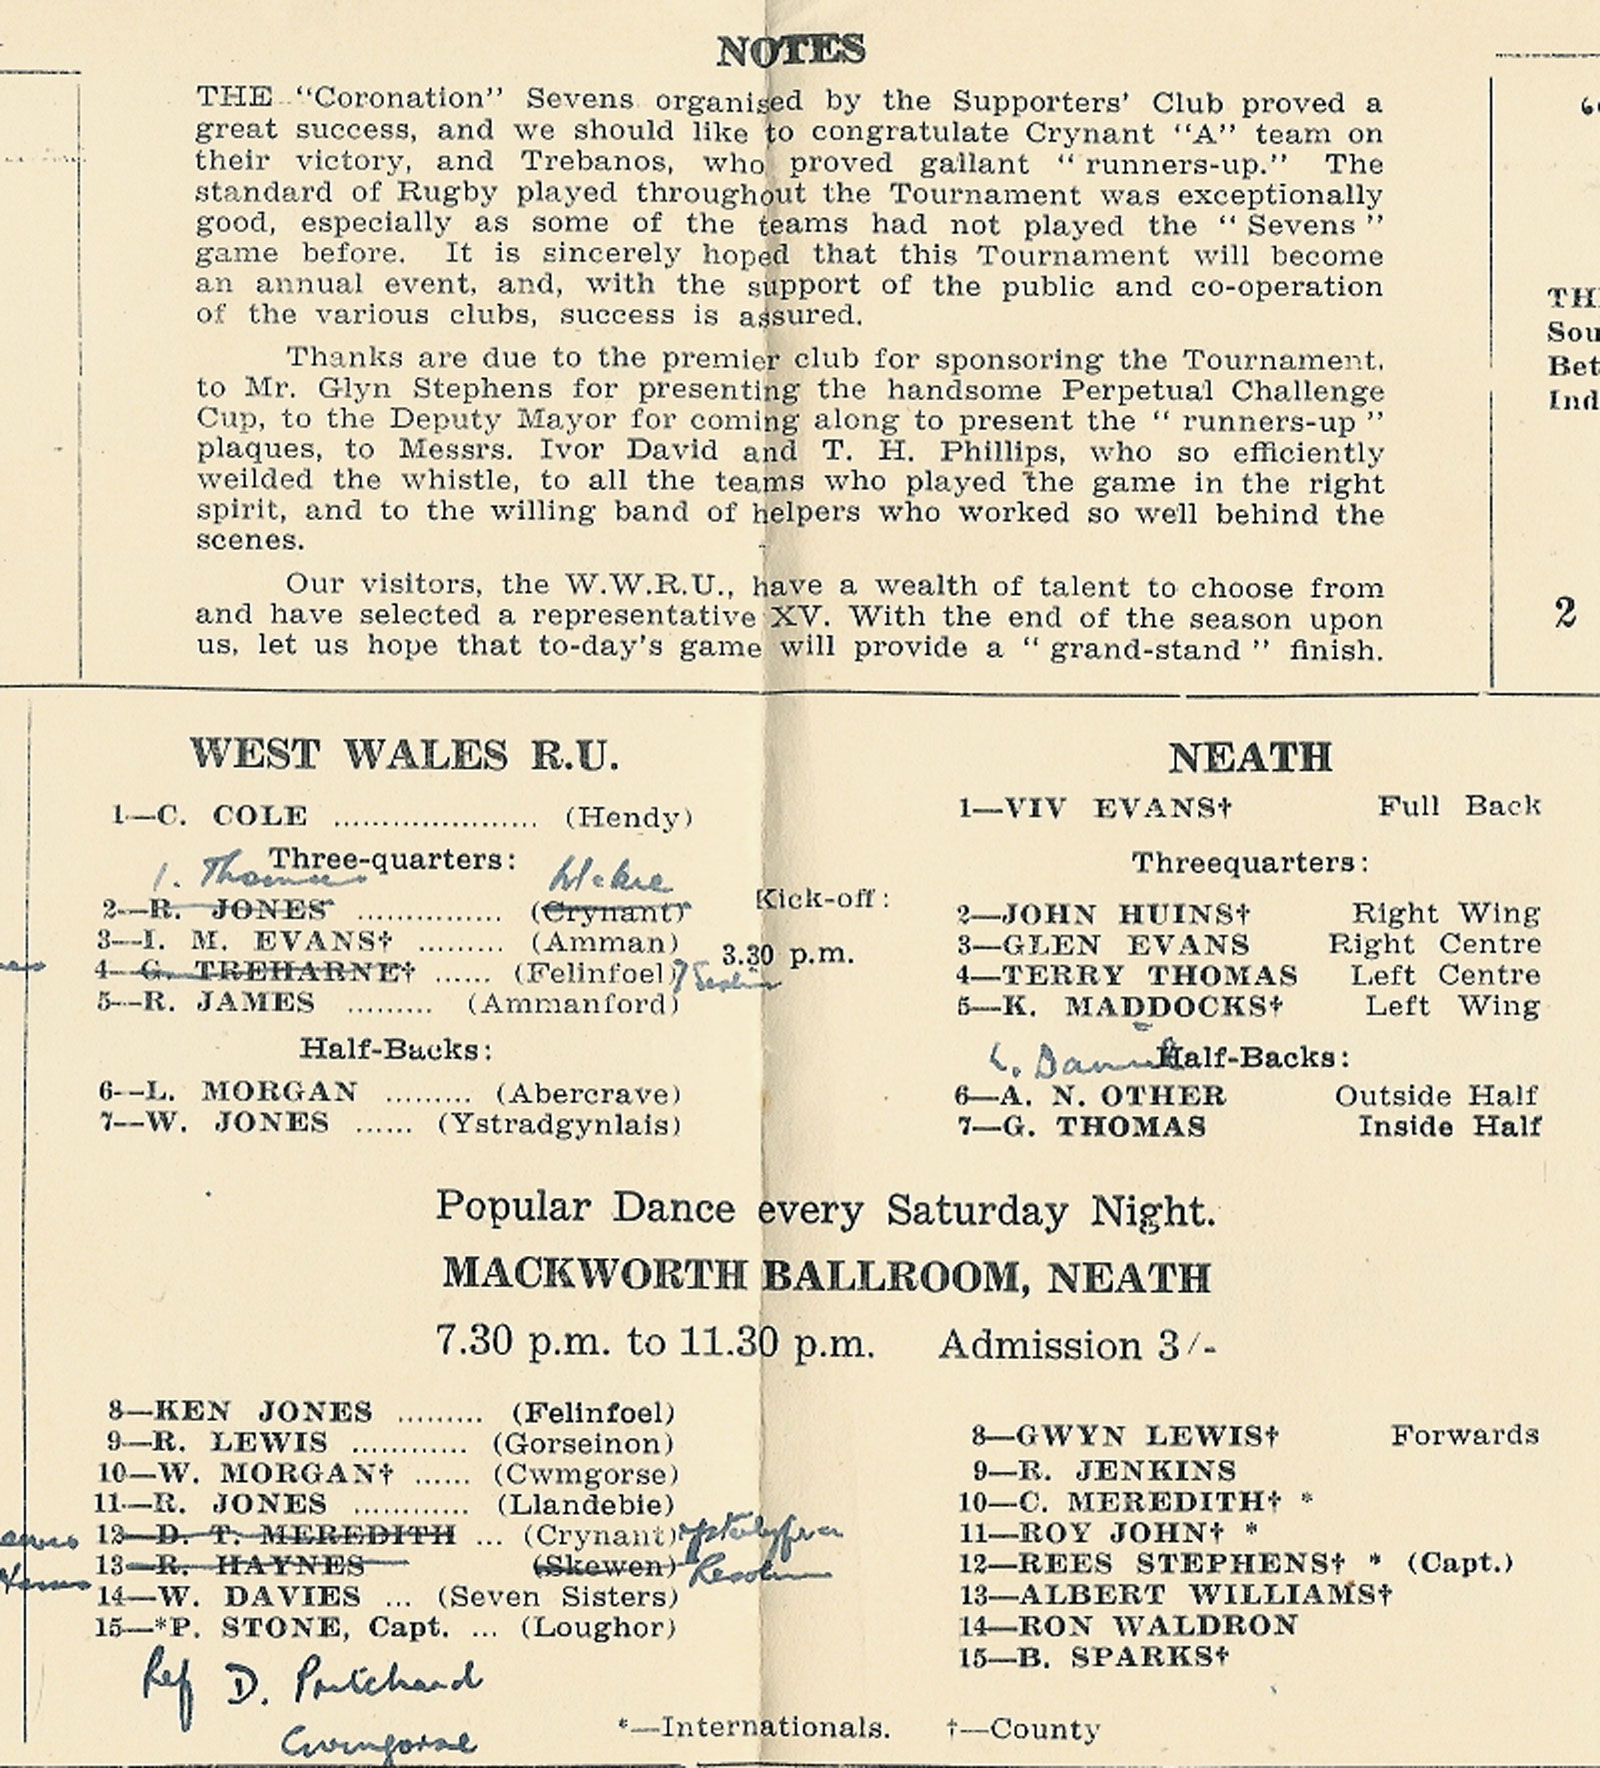 NOTES
THE "Coronation" Sevens organised by the Supporters' Club proved a
great success, and we should like to congratulate Crynant "A" team on
their victory, and Trebanos, who proved gallant "runners-up." The
standard of Rugby played throughout the Tournament was exceptionally
good, especially as some of the teams had not played the "Sevens"
game before. It is sincerely hoped that this Tournament will become
an annual event, and, with the support of the public and co-operation
of the various clubs, success is assured.
Thanks are due to the premier club for sponsoring the Tournament,
to Mr. Glyn Stephens for presenting the handsome Perpetual Challenge
Cup, to the Deputy Mayor for coming along to present the "runners-up"
plaques, to Messrs. Ivor David and T. H. Phillips, who so efficiently
weilded the whistle, to all the teams who played the game in the right
spirit, and to the willing band of helpers who worked so well behind the
scenes.
Our visitors, the W.W.R.U., have a wealth of talent to choose from
and have selected a representative XV. With the end of the season upon
us, let us hope that to-day's game will provide a "grand-stand" finish.
TH
Sou
Bet
Ind
2
WEST WALES R.U.
1—C. COLE ..................... (Hendy)
Three-quarters:
1. Thomas
2—R. JONES ............... (Crynant)
3—I. M. EVANS† ......... (Amman)
4—G. TREHARNE† ...... (Felinfoel)
5—R. JAMES ......... (Ammanford)
Half-Backs:
6—L. MORGAN ......... (Abercrave)
7—W. JONES ...... (Ystradgynlais)
Kick-off:
3.30 p.m.
NEATH
1—VIV EVANS† Full Back
Threequarters:
2—JOHN HUINS† Right Wing
3—GLEN EVANS Right Centre
4—TERRY THOMAS Left Centre
5—K. MADDOCKS† Left Wing
Half-Backs:
6—A. N. OTHER Outside Half
7—G. THOMAS Inside Half
Popular Dance every Saturday Night.
MACKWORTH BALLROOM, NEATH
7.30 p.m. to 11.30 p.m. Admission 3/-
8—KEN JONES ......... (Felinfoel)
9—R. LEWIS ............ (Gorseinon)
10—W. MORGAN† ...... (Cwmgorse)
11—R. JONES ............ (Llandebie)
12—D. T. MEREDITH ... (Crynant)
13—R. HAYNES (Skewen) Resolven
14—W. DAVIES ... (Seven Sisters)
15—*P. STONE, Capt. ... (Loughor)
Ref D. Pritchard
Cwmgorse
8—GWYN LEWIS† Forwards
9—R. JENKINS
10—C. MEREDITH† *
11—ROY JOHN† *
12—REES STEPHENS† * (Capt.)
13—ALBERT WILLIAMS†
14—RON WALDRON
15—B. SPARKS†
*—Internationals. †—County